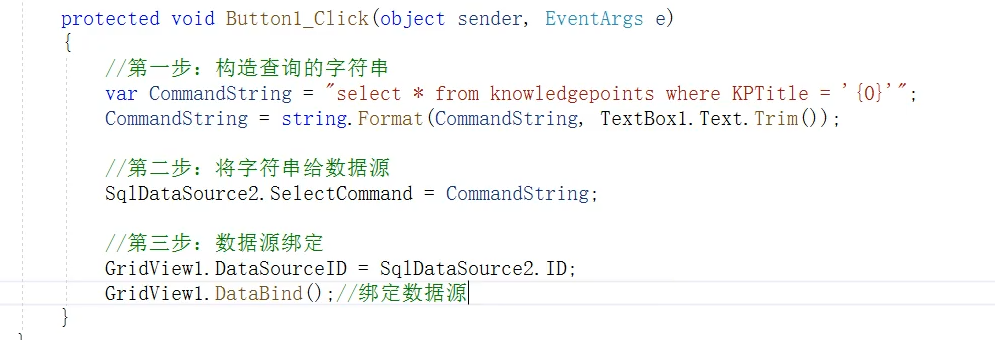 protected void Button1_Click(object sender, EventArgs e)
{
//第一步：构造查询的字符串
var CommandString = "select * from knowledgepoints where KPTitle = '{0}'";
CommandString = string.Format(CommandString, TextBox1.Text.Trim());
//第二步：将字符串给数据源
SqlDataSource2.SelectCommand = CommandString;
//第三步：数据源绑定
GridView1.DataSourceID = SqlDataSource2.ID;
GridView1.DataBind();//绑定数据源
}